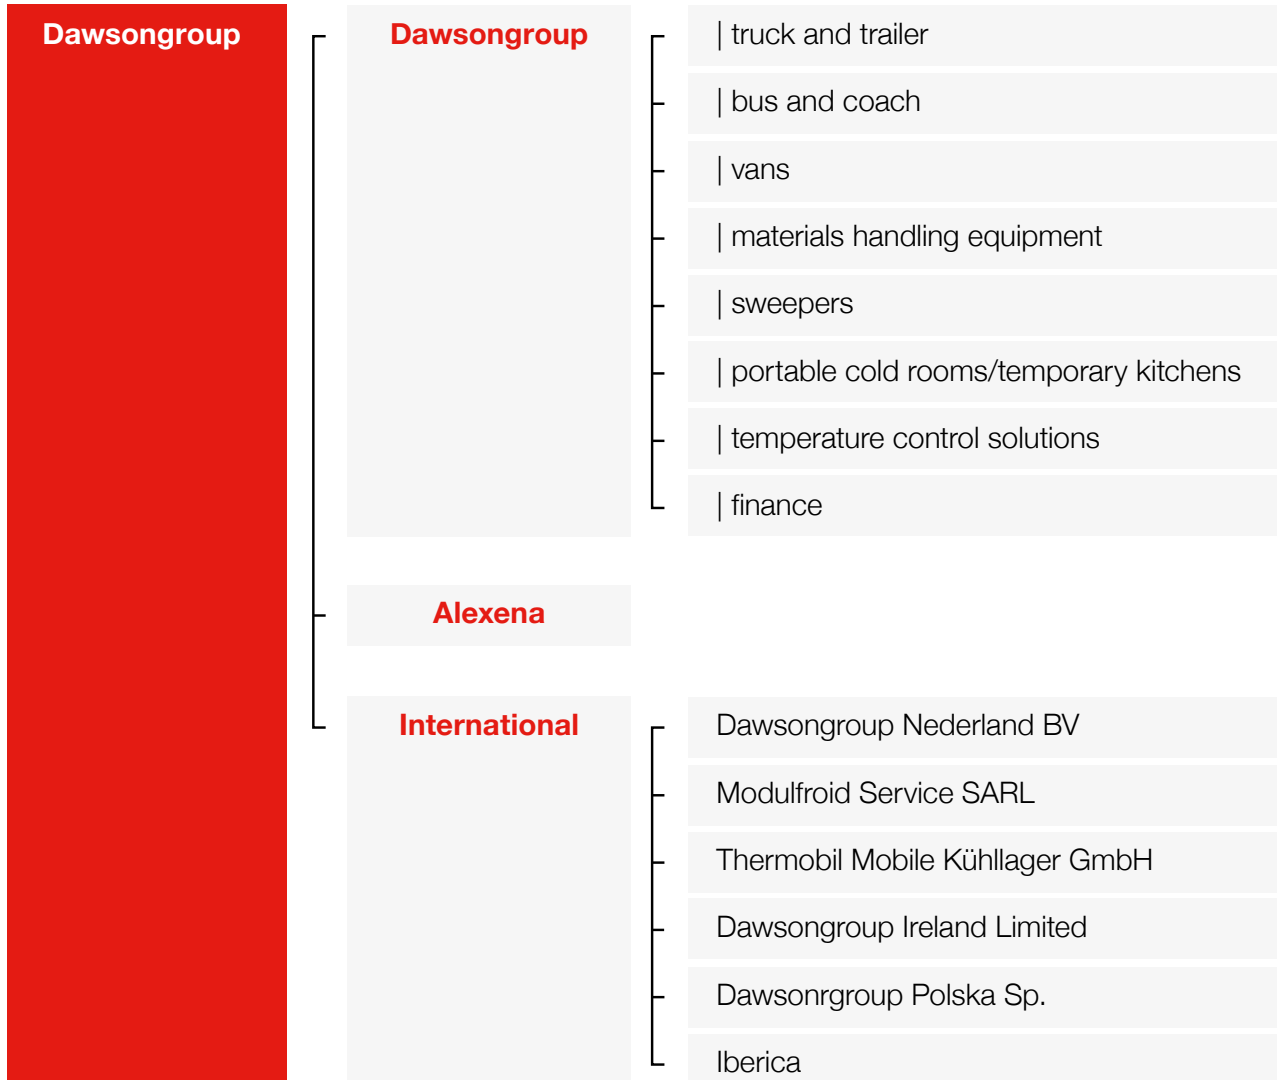 Dawsongroup
Dawsongroup
| truck and trailer
| bus and coach
| vans
| materials handling equipment
| sweepers
| portable cold rooms/temporary kitchens
| temperature control solutions
| finance
Alexena
International
Dawsongroup Nederland BV
Modulfroid Service SARL
Thermobil Mobile Kühllager GmbH
Dawsongroup Ireland Limited
Dawsonrgroup Polska Sp.
Iberica